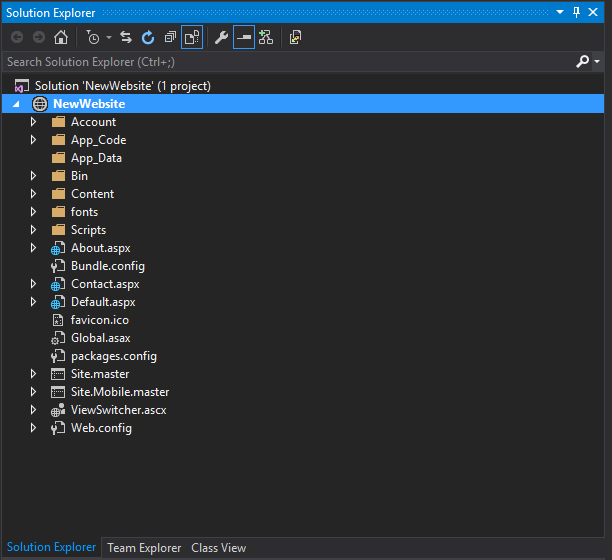 Solution Explorer
Search Solution Explorer (Ctrl+;)
Solution 'NewWebsite' (1 project)
NewWebsite
Account
App_Code
App_Data
Bin
Content
fonts
Scripts
About.aspx
Bundle.config
Contact.aspx
Default.aspx
favicon.ico
Global.asax
packages.config
Site.master
Site.Mobile.master
ViewSwitcher.ascx
Web.config
Solution Explorer Team Explorer Class View